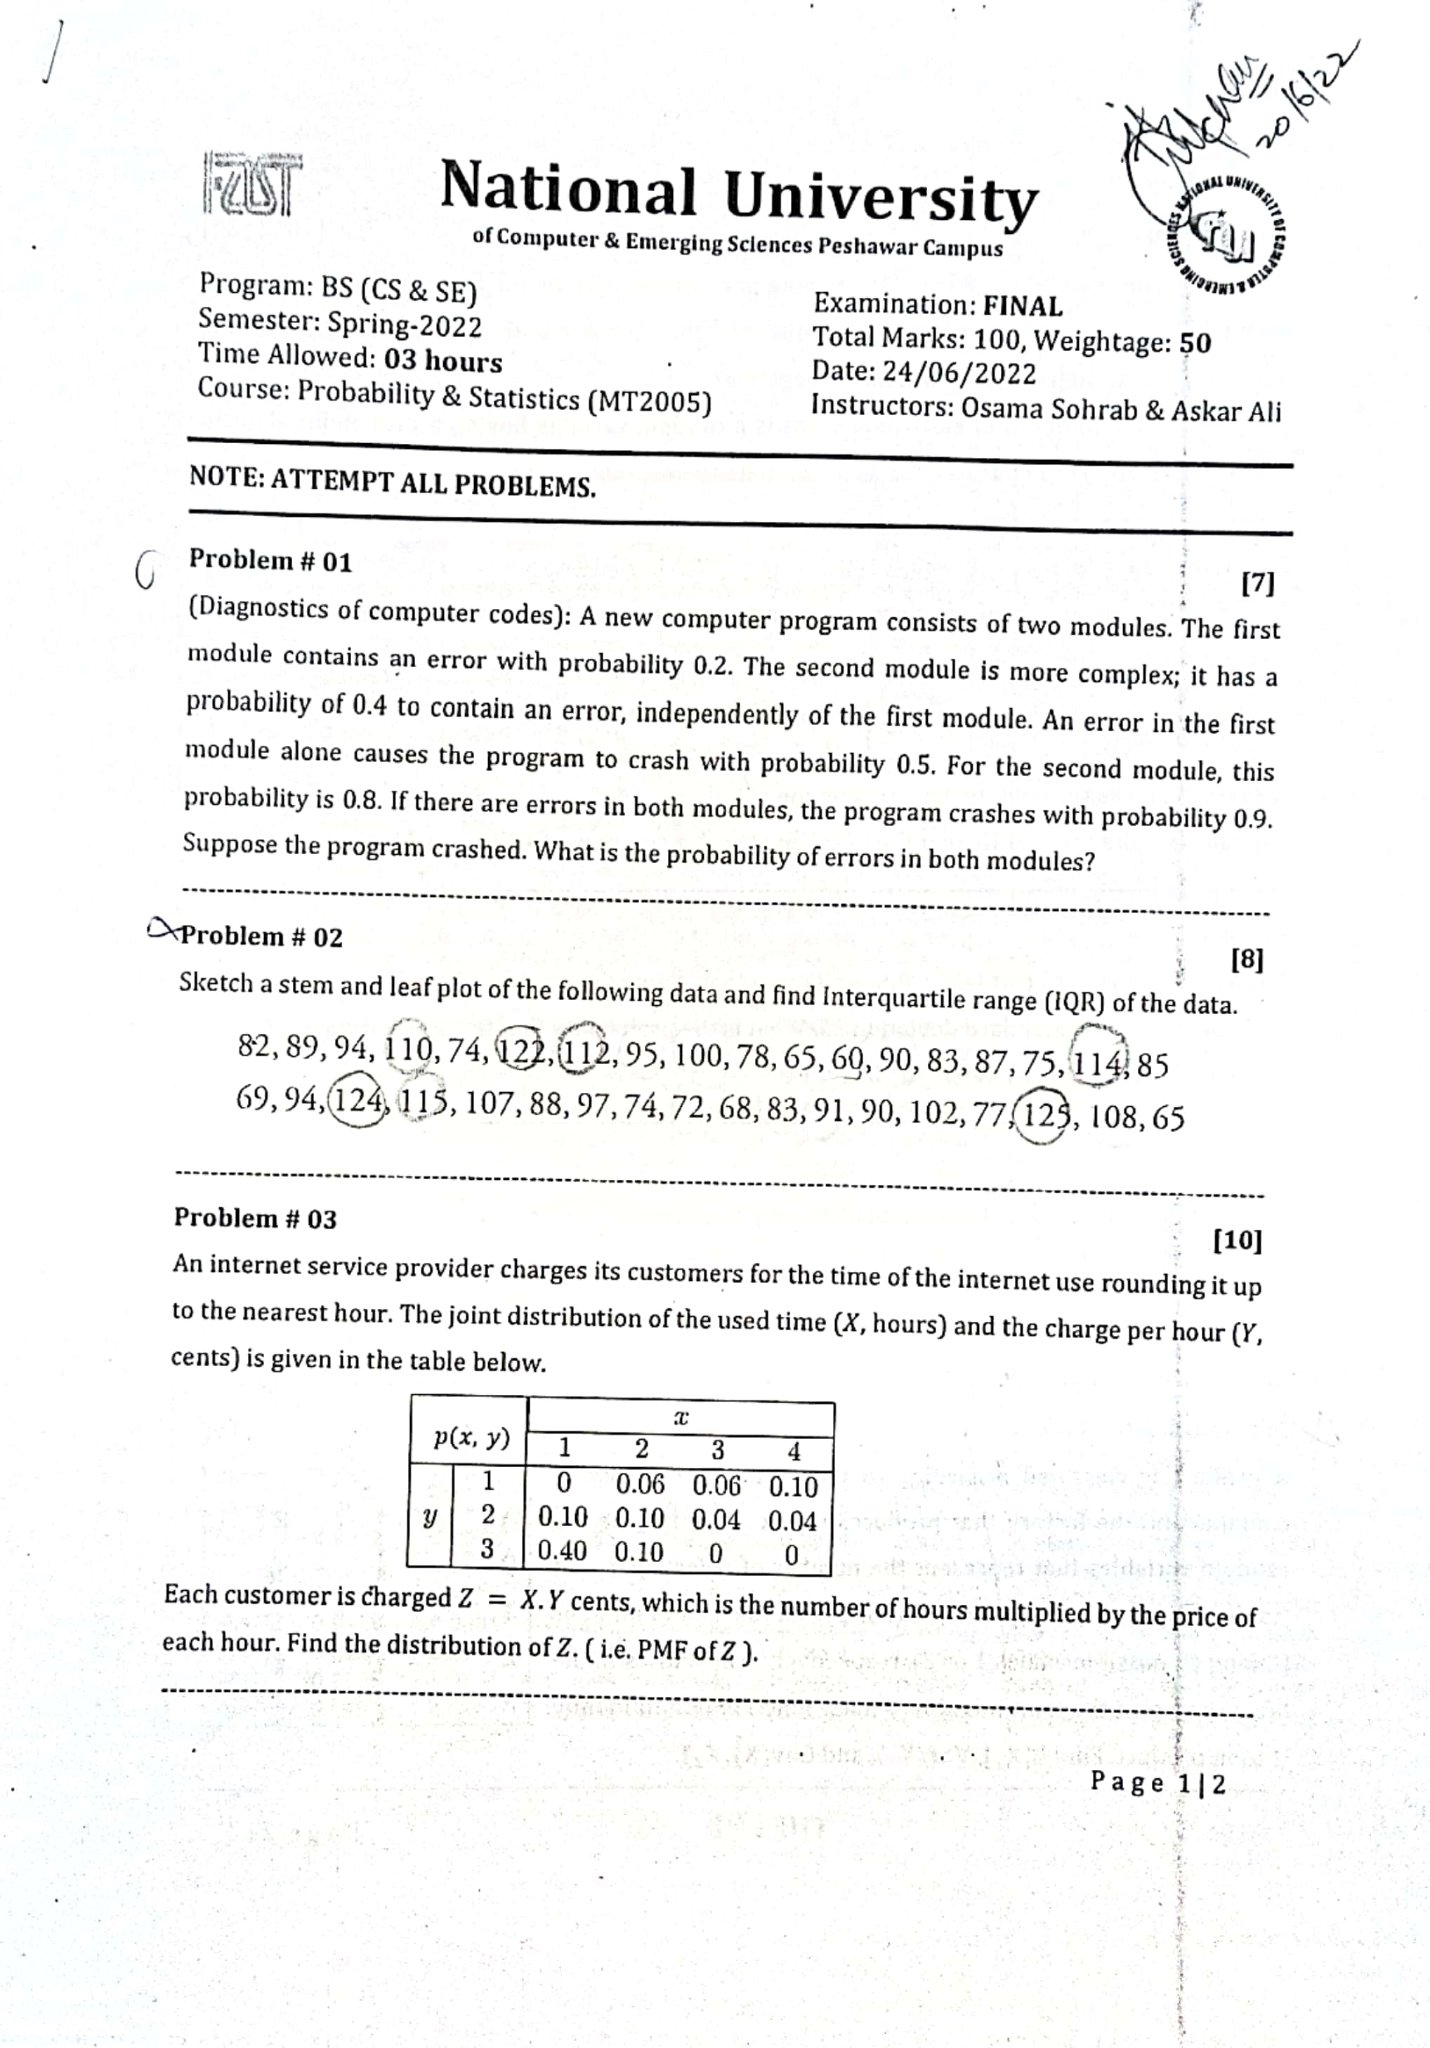 20/6/22
FAST
National University
of Computer & Emerging Sciences Peshawar Campus
NATIONAL UNIVERSITY OF COMPUTER & EMERGING SCIENCES
Program: BS (CS & SE)
Semester: Spring-2022
Time Allowed: 03 hours
Course: Probability & Statistics (MT2005)
Examination: FINAL
Total Marks: 100, Weightage: 50
Date: 24/06/2022
Instructors: Osama Sohrab & Askar Ali
NOTE: ATTEMPT ALL PROBLEMS.
Problem # 01
[7]
(Diagnostics of computer codes): A new computer program consists of two modules. The first
module contains an error with probability 0.2. The second module is more complex; it has a
probability of 0.4 to contain an error, independently of the first module. An error in the first
module alone causes the program to crash with probability 0.5. For the second module, this
probability is 0.8. If there are errors in both modules, the program crashes with probability 0.9.
Suppose the program crashed. What is the probability of errors in both modules?
Problem # 02
[8]
Sketch a stem and leaf plot of the following data and find Interquartile range (IQR) of the data.
82, 89, 94, 110, 74, 122, 112, 95, 100, 78, 65, 60, 90, 83, 87, 75, 114, 85
69, 94, 124, 115, 107, 88, 97, 74, 72, 68, 83, 91, 90, 102, 77, 125, 108, 65
Problem # 03
[10]
An internet service provider charges its customers for the time of the internet use rounding it up
to the nearest hour. The joint distribution of the used time (X, hours) and the charge per hour (Y,
cents) is given in the table below.
x
p(x, y) 1 2 3 4
1 0 0.06 0.06 0.10
y 2 0.10 0.10 0.04 0.04
3 0.40 0.10 0 0
Each customer is charged Z = X.Y cents, which is the number of hours multiplied by the price of
each hour. Find the distribution of Z. ( i.e. PMF of Z ).
Page 1|2